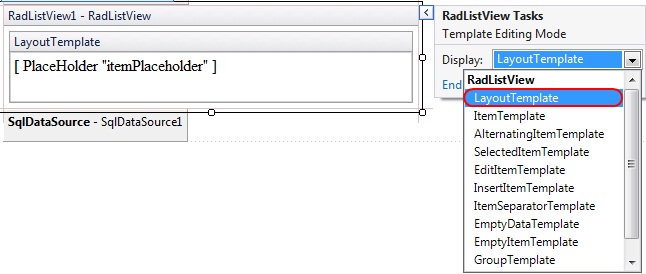 RadListView1 - RadListView
LayoutTemplate
[ PlaceHolder "itemPlaceholder" ]
SqlDataSource - SqlDataSource1
RadListView Tasks
Template Editing Mode
Display: LayoutTemplate
End
RadListView
LayoutTemplate
ItemTemplate
AlternatingItemTemplate
SelectedItemTemplate
EditItemTemplate
InsertItemTemplate
ItemSeparatorTemplate
EmptyDataTemplate
EmptyItemTemplate
GroupTemplate